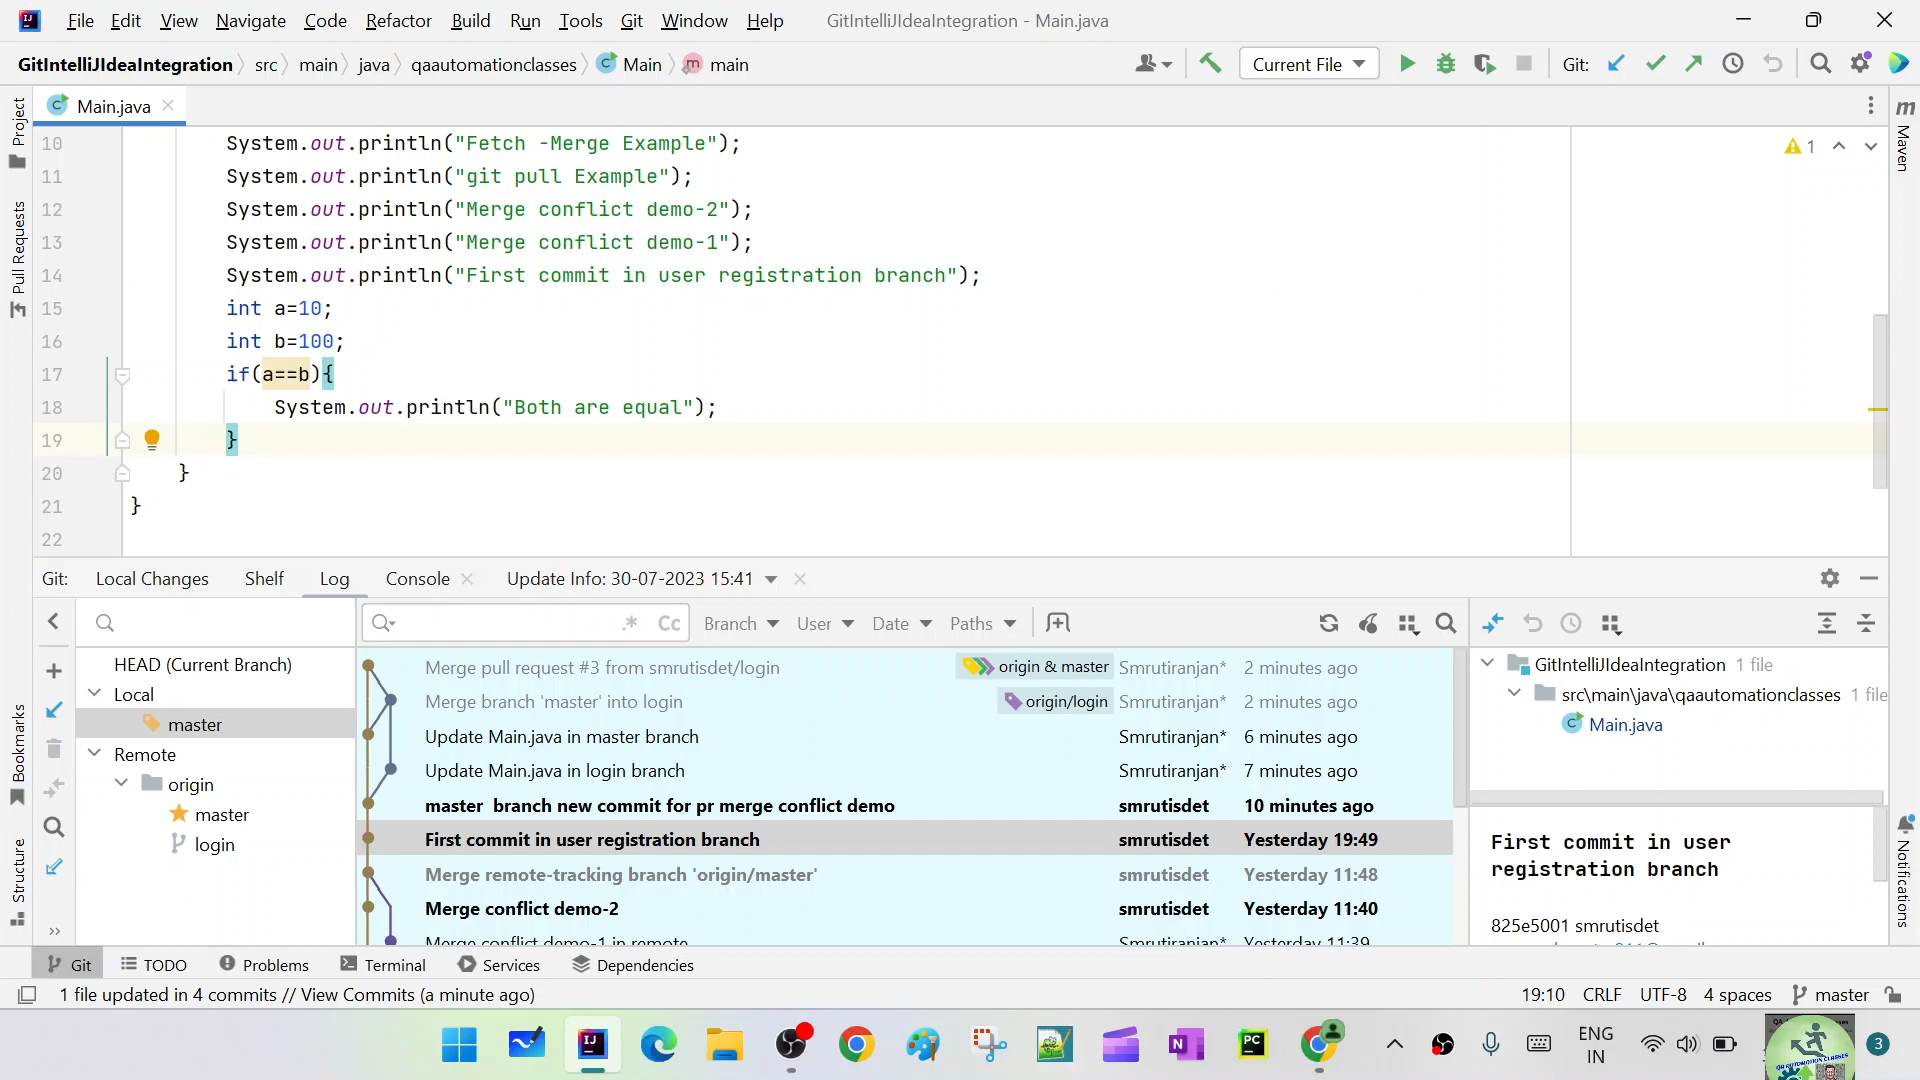 File Edit View Navigate Code Refactor Build Run Tools Git Window Help GitIntelliJIdeaIntegration - Main.java
GitIntelliJIdeaIntegration src main java qaautomationclasses Main main Current File Git:
Main.java
Project
Pull Requests
Bookmarks
Structure
Maven
Notifications
10 System.out.println("Fetch -Merge Example");
11 System.out.println("git pull Example");
12 System.out.println("Merge conflict demo-2");
13 System.out.println("Merge conflict demo-1");
14 System.out.println("First commit in user registration branch");
15 int a=10;
16 int b=100;
17 if(a==b){
18 System.out.println("Both are equal");
19 }
20 }
21 }
22
1
Git: Local Changes Shelf Log Console Update Info: 30-07-2023 15:41
.* Cc Branch User Date Paths
HEAD (Current Branch)
Local
master
Remote
origin
master
login
Merge pull request #3 from smrutisdet/login origin & master Smrutiranjan* 2 minutes ago
Merge branch 'master' into login origin/login Smrutiranjan* 2 minutes ago
Update Main.java in master branch Smrutiranjan* 6 minutes ago
Update Main.java in login branch Smrutiranjan* 7 minutes ago
master branch new commit for pr merge conflict demo smrutisdet 10 minutes ago
First commit in user registration branch smrutisdet Yesterday 19:49
Merge remote-tracking branch 'origin/master' smrutisdet Yesterday 11:48
Merge conflict demo-2 smrutisdet Yesterday 11:40
Merge conflict demo-1 in remote Smrutiranjan* Yesterday 11:39
GitIntelliJIdeaIntegration 1 file
src\main\java\qaautomationclasses 1 file
Main.java
First commit in user
registration branch
825e5001 smrutisdet
Git TODO Problems Terminal Services Dependencies
1 file updated in 4 commits // View Commits (a minute ago) 19:10 CRLF UTF-8 4 spaces master
ENG
IN
3